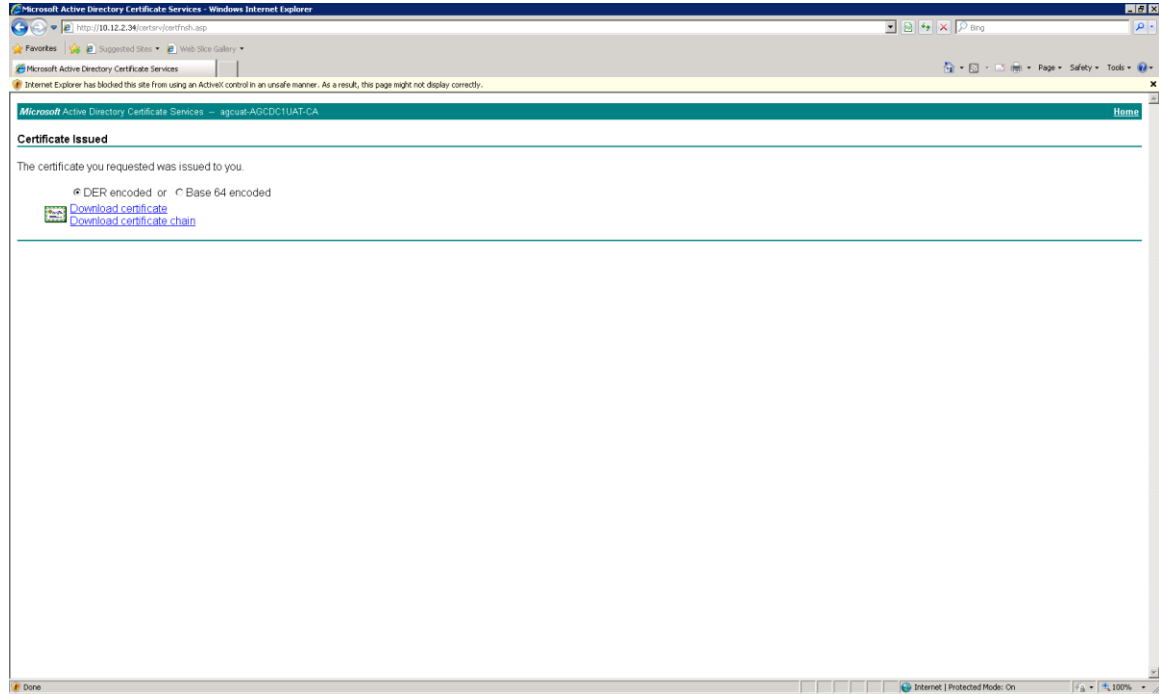 Microsoft Active Directory Certificate Services - Windows Internet Explorer
http://10.12.2.34/certsrv/certfnsh.asp
Bing
Favorites Suggested Sites Web Slice Gallery
Microsoft Active Directory Certificate Services
Page Safety Tools
Internet Explorer has blocked this site from using an ActiveX control in an unsafe manner. As a result, this page might not display correctly.
Microsoft Active Directory Certificate Services -- agcuat-AGCDC1UAT-CA Home
Certificate Issued
The certificate you requested was issued to you.
DER encoded or Base 64 encoded
Download certificate
Download certificate chain
Done Internet | Protected Mode: On 100%